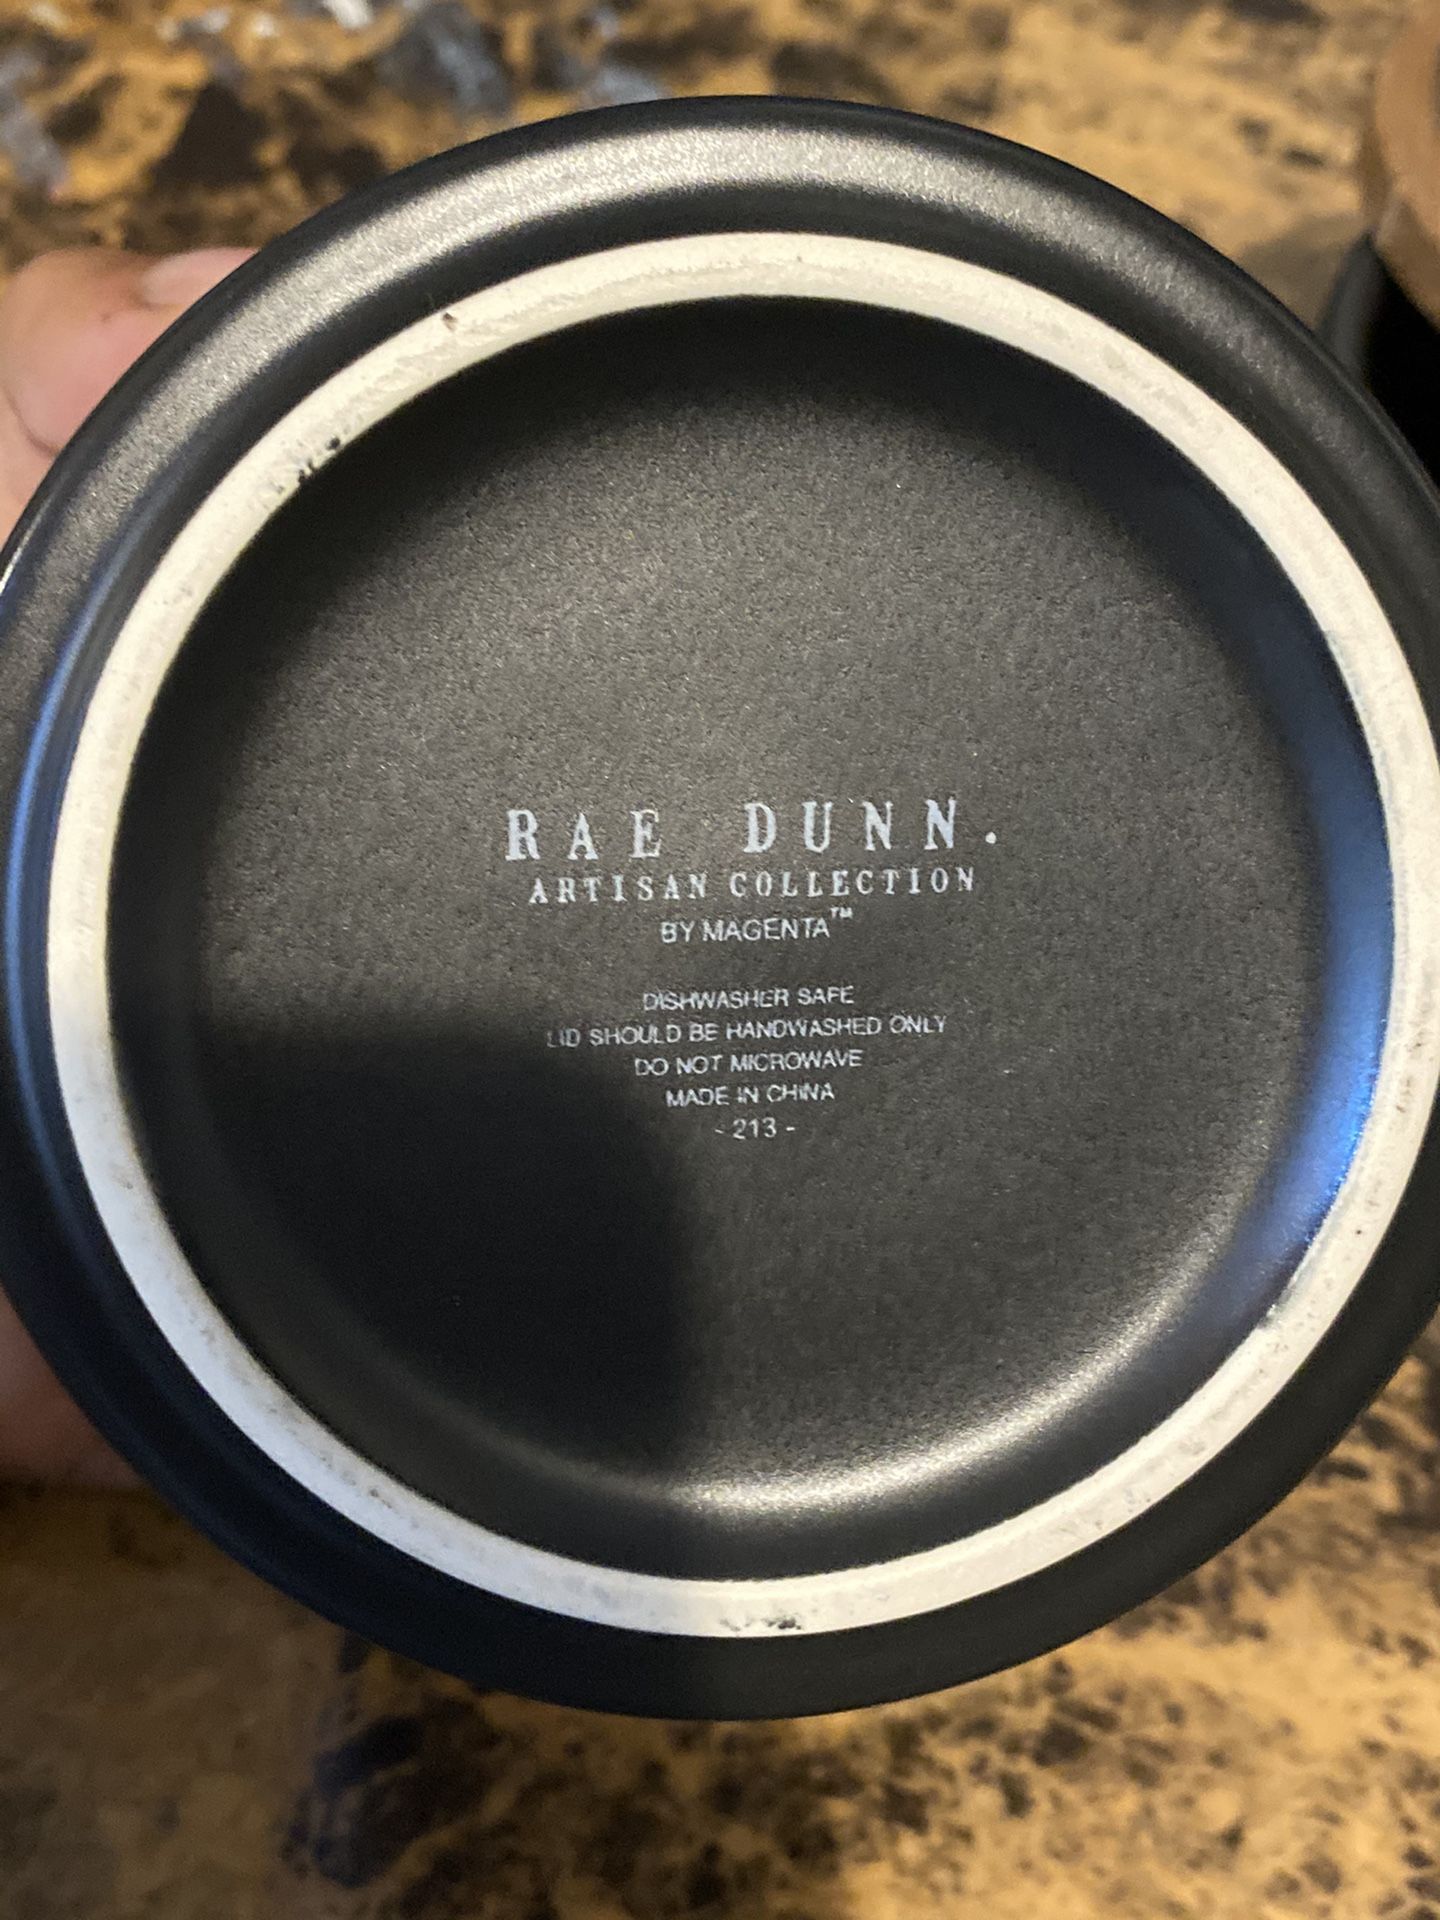 RAE DUNN.
ARTISAN COLLECTION
BY MAGENTA™
DISHWASHER SAFE
LID SHOULD BE HANDWASHED ONLY
DO NOT MICROWAVE
MADE IN CHINA
- 213 -